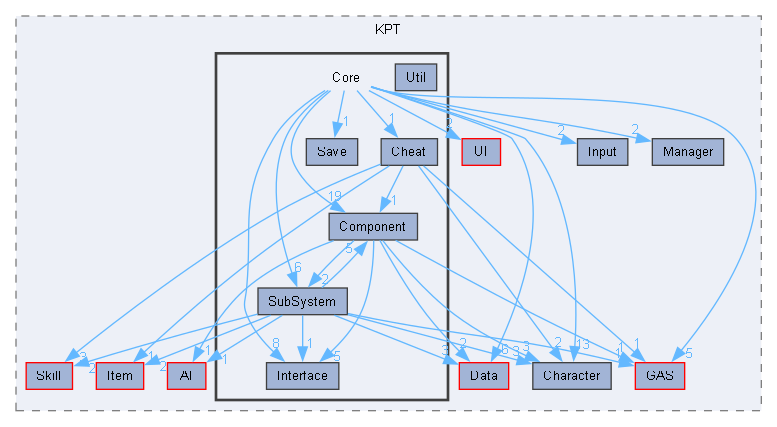 KPT
Core
Util
1
1
2
2
2
Save
Cheat
UI
Input
Manager
19
1
Component
5
6
2
SubSystem
8
1
5
3
1
2
2
1
1
3
2
5
3
3
2
13
1
1
5
Skill
Item
AI
Interface
Data
Character
GAS